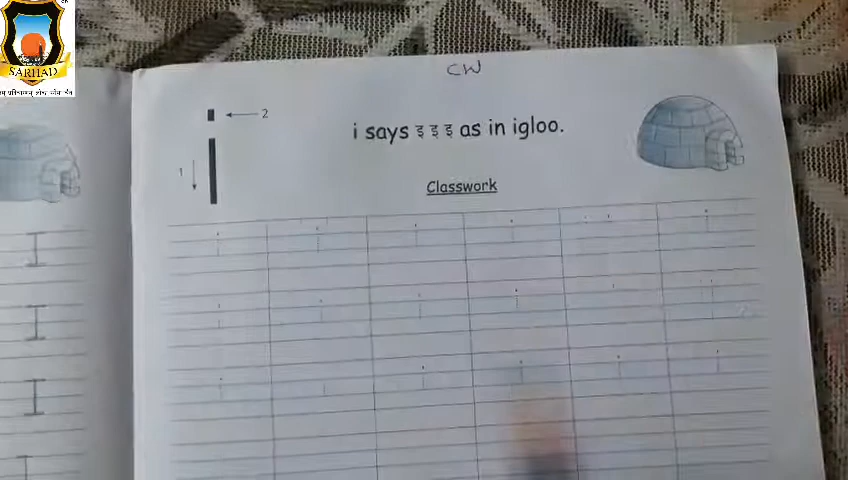 SARHAD
CW
2
i says इ इ इ as in igloo.
1
Classwork